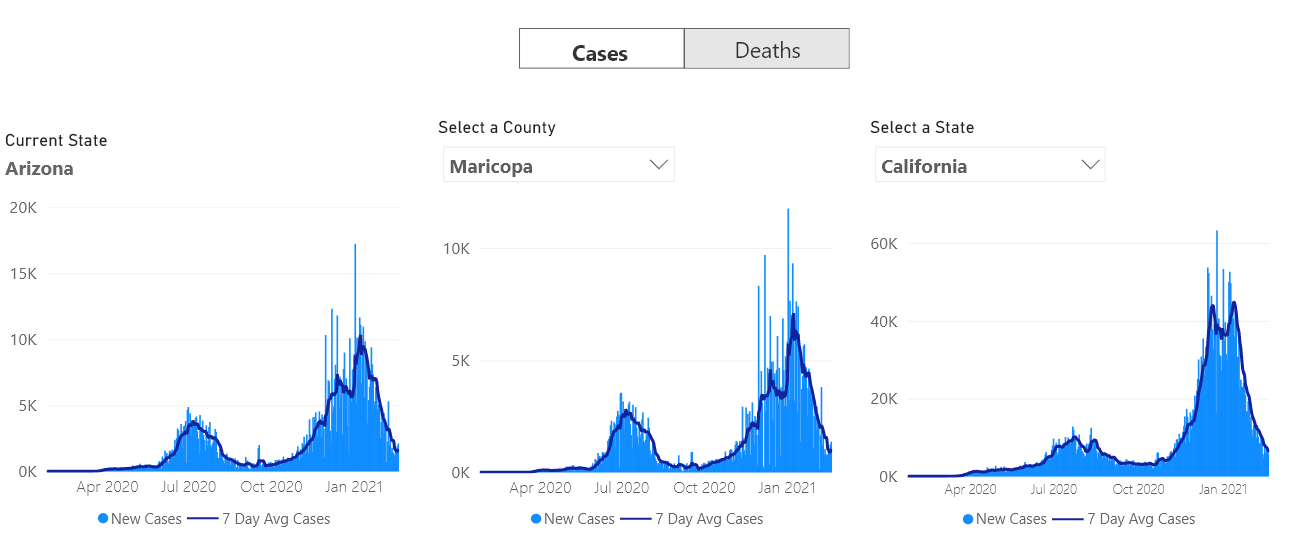 Cases Deaths
Current State
Arizona
20K
15K
10K
5K
0K
Apr 2020 Jul 2020 Oct 2020 Jan 2021
New Cases 7 Day Avg Cases
Select a County
Maricopa
10K
5K
0K
Apr 2020 Jul 2020 Oct 2020 Jan 2021
New Cases 7 Day Avg Cases
Select a State
California
60K
40K
20K
0K
Apr 2020 Jul 2020 Oct 2020 Jan 2021
New Cases 7 Day Avg Cases